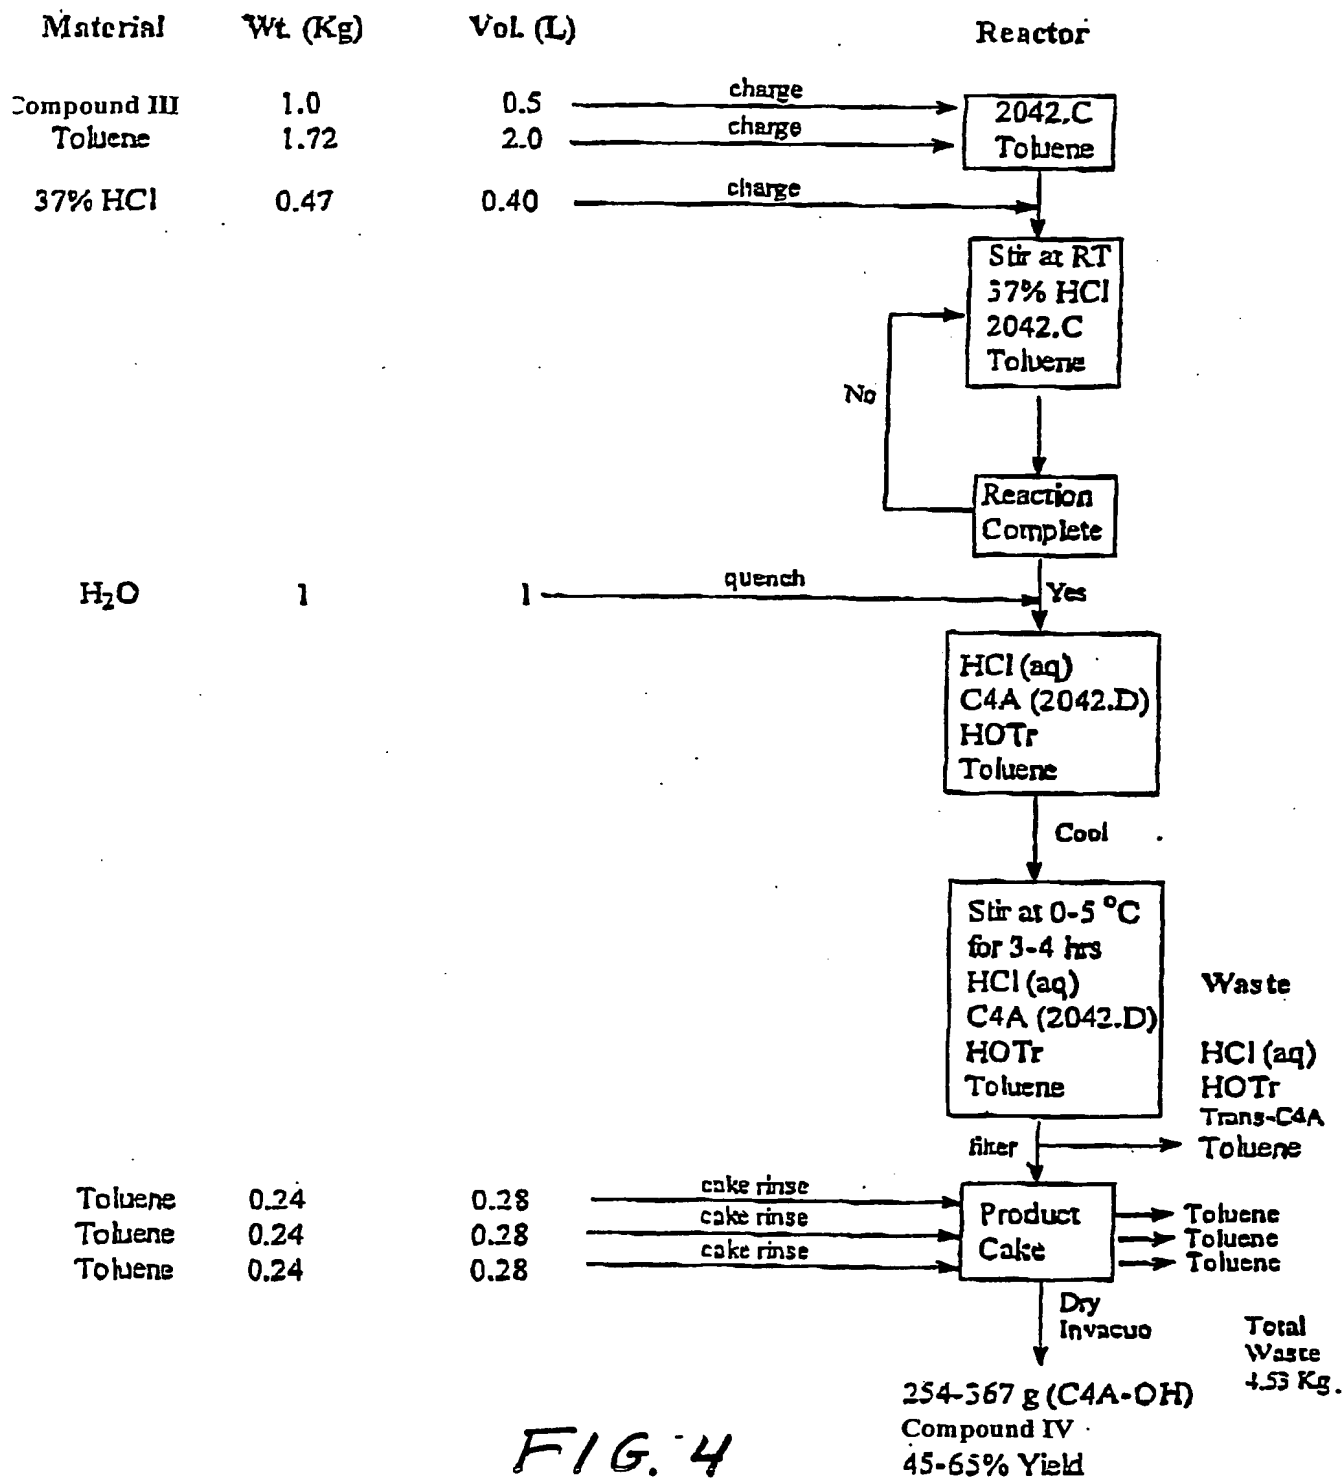 Material Wt. (Kg) Vol. (L) Reactor
Compound III 1.0 0.5 charge
Toluene 1.72 2.0 charge
2042.C
Toluene
37% HCl 0.47 0.40 charge
Stir at RT
37% HCl
2042.C
Toluene
No
Reaction
Complete
H₂O 1 1 quench Yes
HCl (aq)
C4A (2042.D)
HOTr
Toluene
Cool
Stir at 0-5 °C
for 3-4 hrs
HCl (aq)
C4A (2042.D)
HOTr
Toluene
Waste
HCl (aq)
HOTr
Trans-C4A
Toluene
filter
Toluene 0.24 0.28 cake rinse
Toluene 0.24 0.28 cake rinse
Toluene 0.24 0.28 cake rinse
Product
Cake
Toluene
Toluene
Toluene
Dry
Invacuo
Total
Waste
4.53 Kg.
254-367 g (C4A-OH)
Compound IV
45-65% Yield
FIG. 4